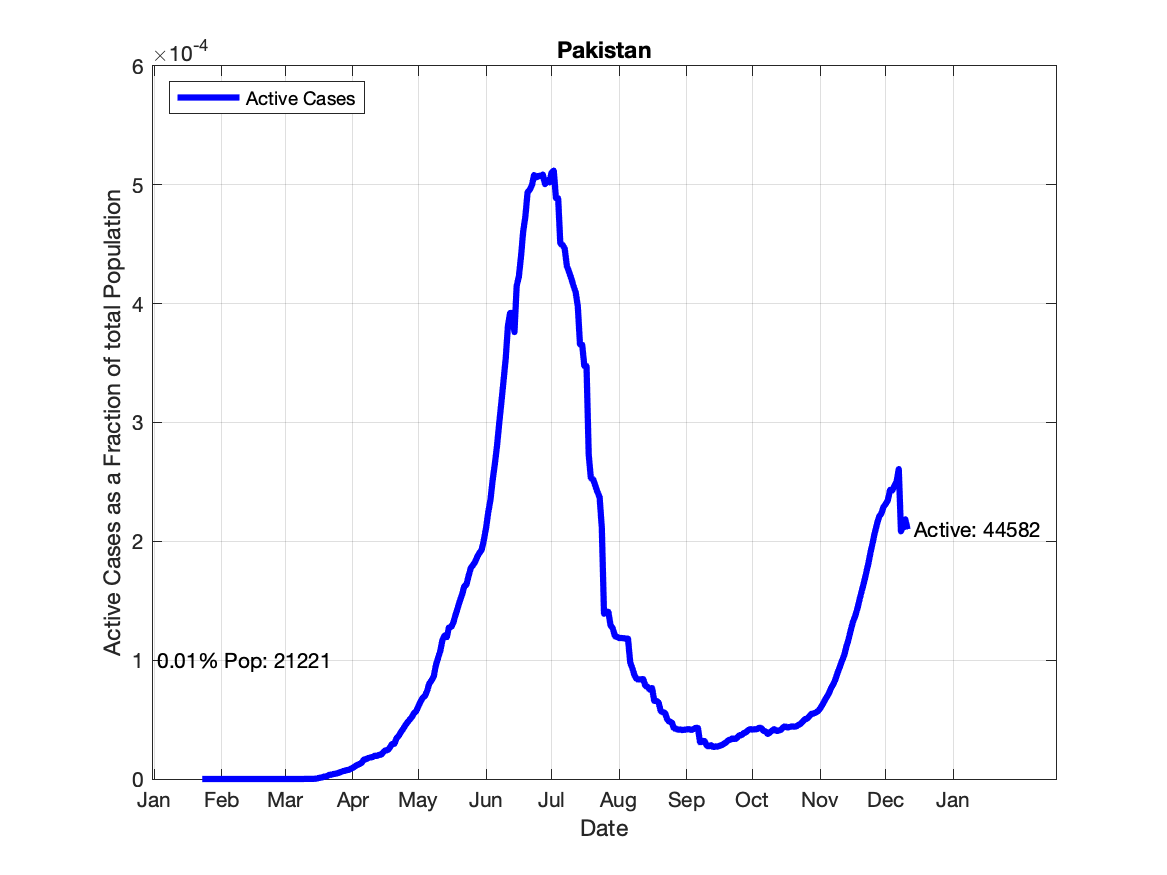 Pakistan
×10-4
Active Cases
6
5
4
3
2
1
0
Active Cases as a Fraction of total Population
0.01% Pop: 21221
Active: 44582
Jan Feb Mar Apr May Jun Jul Aug Sep Oct Nov Dec Jan
Date